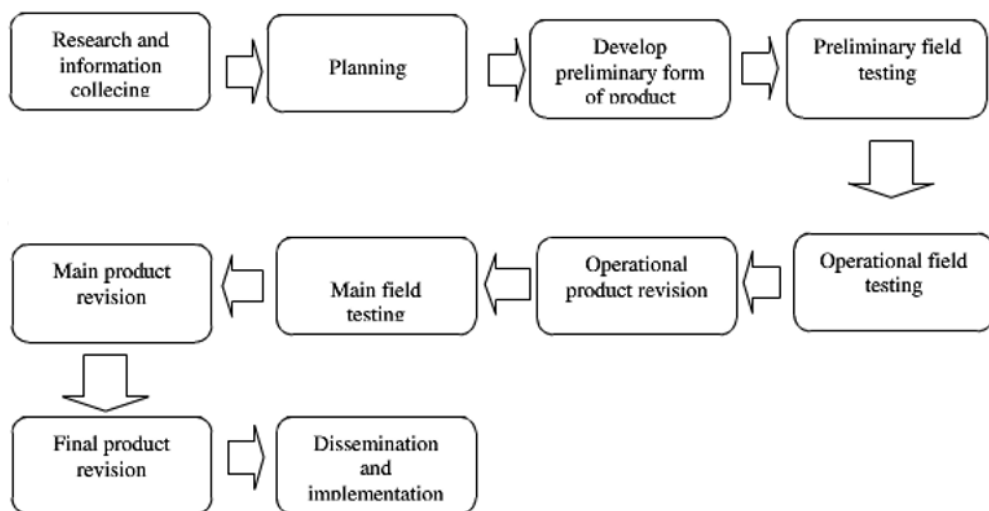 Research and
information
collecing
Planning
Develop
preliminary form
of product
Preliminary field
testing
Operational field
testing
Operational
product revision
Main field
testing
Main product
revision
Final product
revision
Dissemination
and
implementation